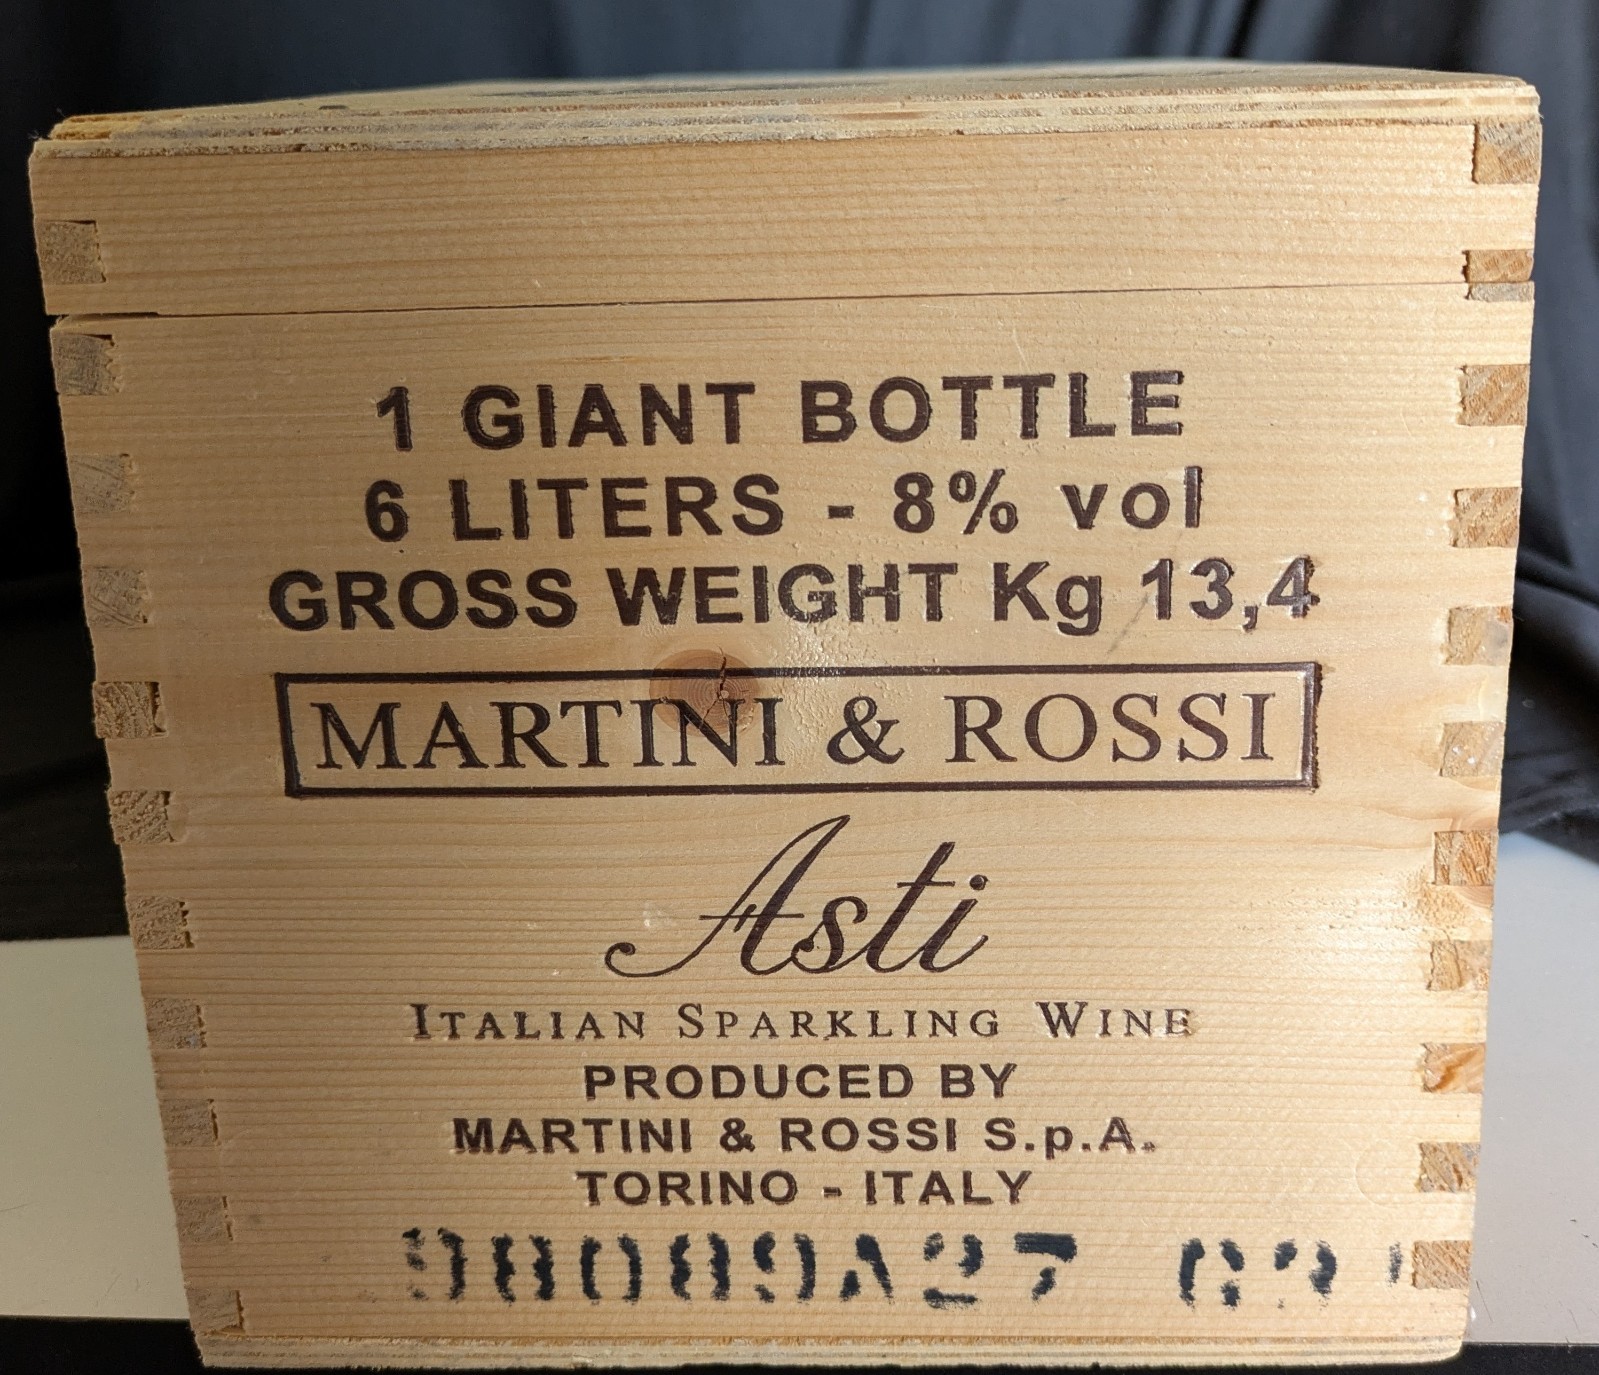 1 GIANT BOTTLE
6 LITERS - 8% vol
GROSS WEIGHT Kg 13,4
MARTINI & ROSSI
Asti
ITALIAN SPARKLING WINE
PRODUCED BY
MARTINI & ROSSI S.p.A.
TORINO - ITALY
98089A27